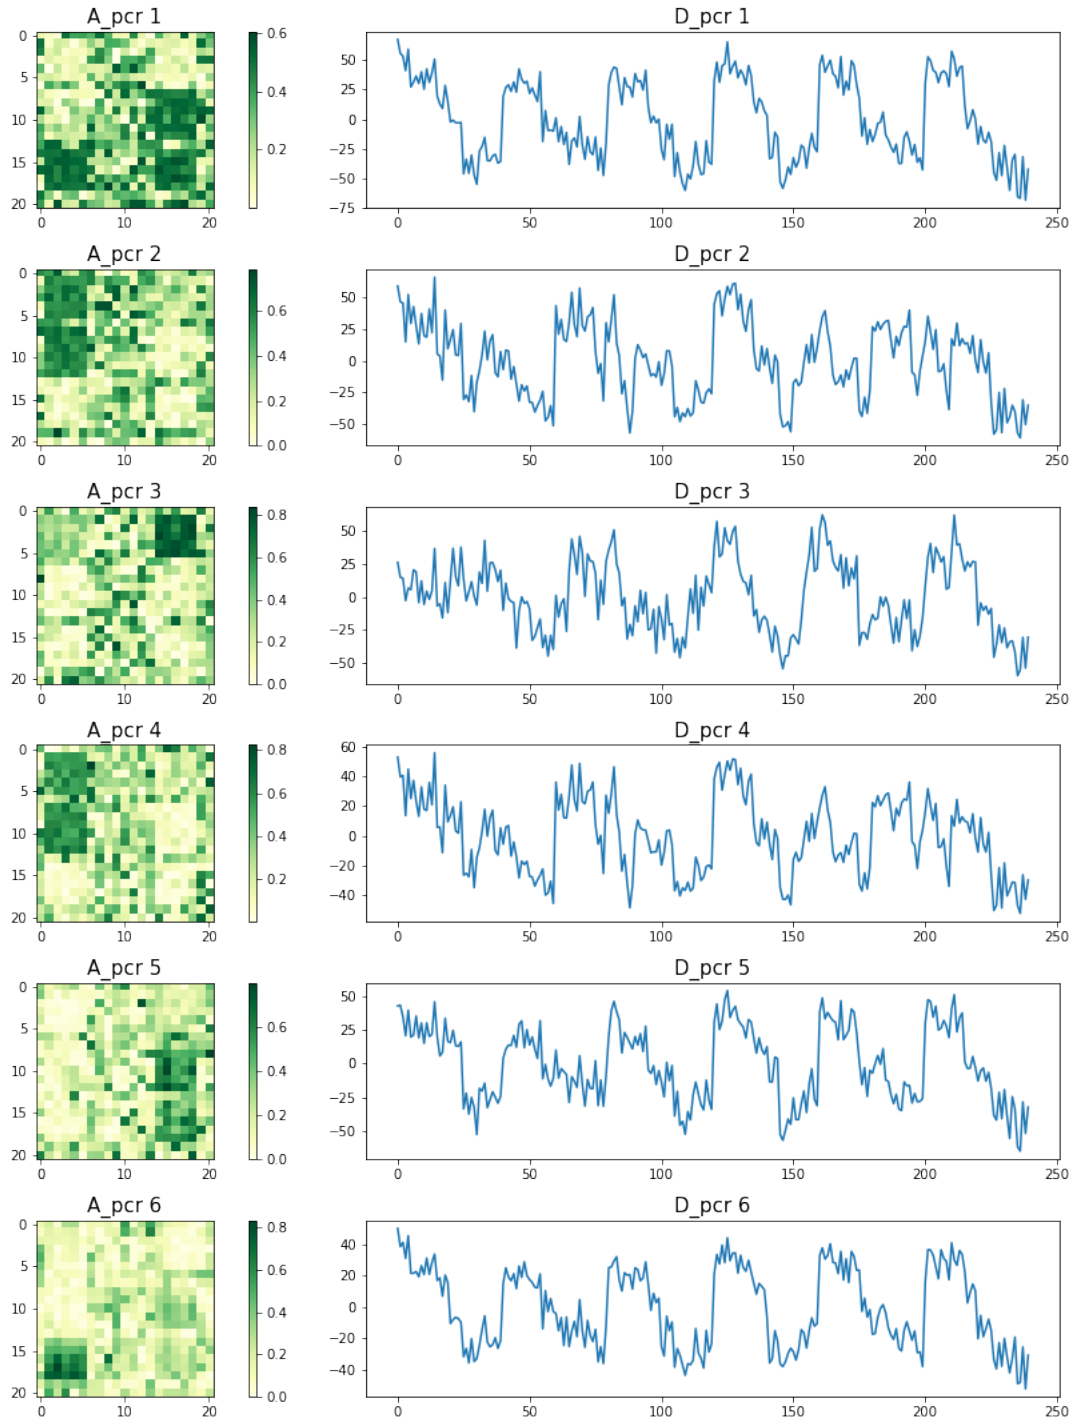 A_pcr 1 D_pcr 1
0 5 10 15 20 0 20 0.6 0.4 0.2 50 25 0 −25 −50 −75 0 50 100 150 200 250
A_pcr 2 D_pcr 2
0 5 10 15 20 0 10 20 0.6 0.4 0.2 0.0 50 25 0 −25 −50 0 50 100 150 200 250
A_pcr 3 D_pcr 3
0 5 10 15 20 0 10 20 0.8 0.6 0.4 0.2 0.0 50 25 0 −25 −50 0 50 100 150 200 250
A_pcr 4 D_pcr 4
0 5 10 15 20 0 10 20 0.8 0.6 0.4 0.2 60 40 20 0 −20 −40 0 50 100 150 200 250
A_pcr 5 D_pcr 5
0 5 10 15 20 0 10 20 0.6 0.4 0.2 0.0 50 25 0 −25 −50 0 50 100 150 200 250
A_pcr 6 D_pcr 6
0 5 10 15 20 0 10 20 0.8 0.6 0.4 0.2 0.0 40 20 0 −20 −40 0 50 100 150 200 250